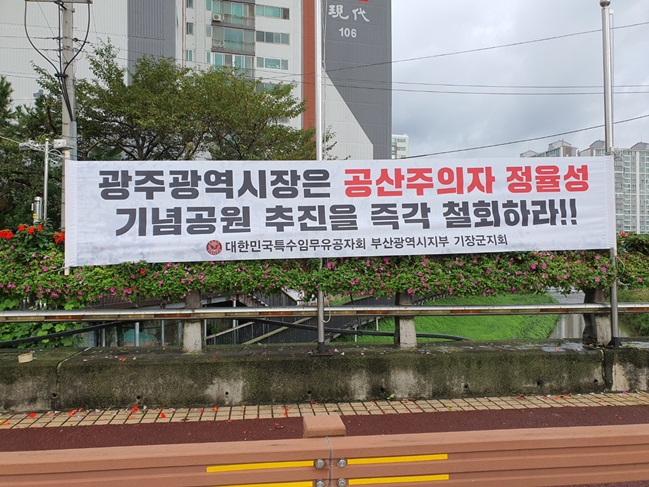 現代
106
광주광역시장은 공산주의자 정율성
기념공원 추진을 즉각 철회하라!!
대한민국특수임무유공자회 부산광역시지부 기장군지회